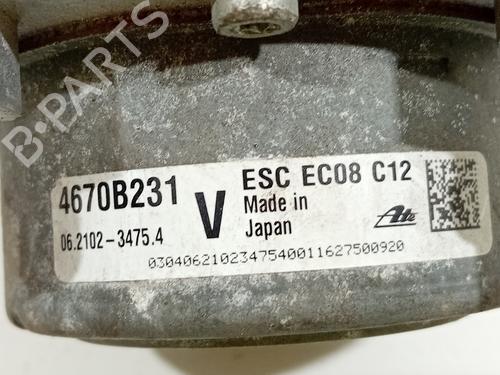 B-PARTS
4670B231 V ESC EC08 C12
06.2102-3475.4 Made in
Japan Ate
0304062102347540011627500920